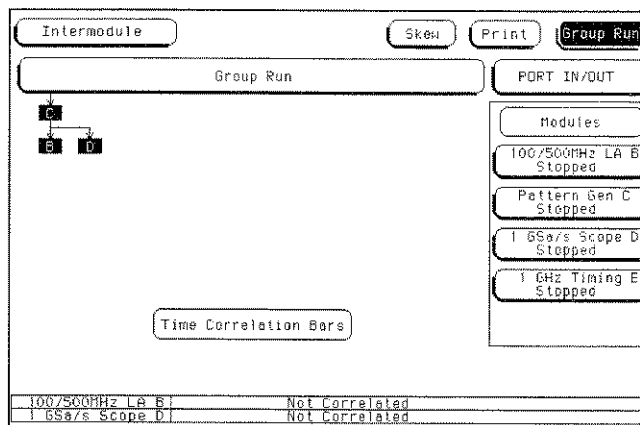 Intermodule
Skew
Print
Group Run
Group Run
PORT IN/OUT
C
B D
Modules
100/500MHz LA B
Stopped
Pattern Gen C
Stopped
1 GSa/s Scope D
Stopped
1 GHz Timing E
Stopped
Time Correlation Bars
100/500MHz LA B Not Correlated
1 GSa/s Scope D Not Correlated